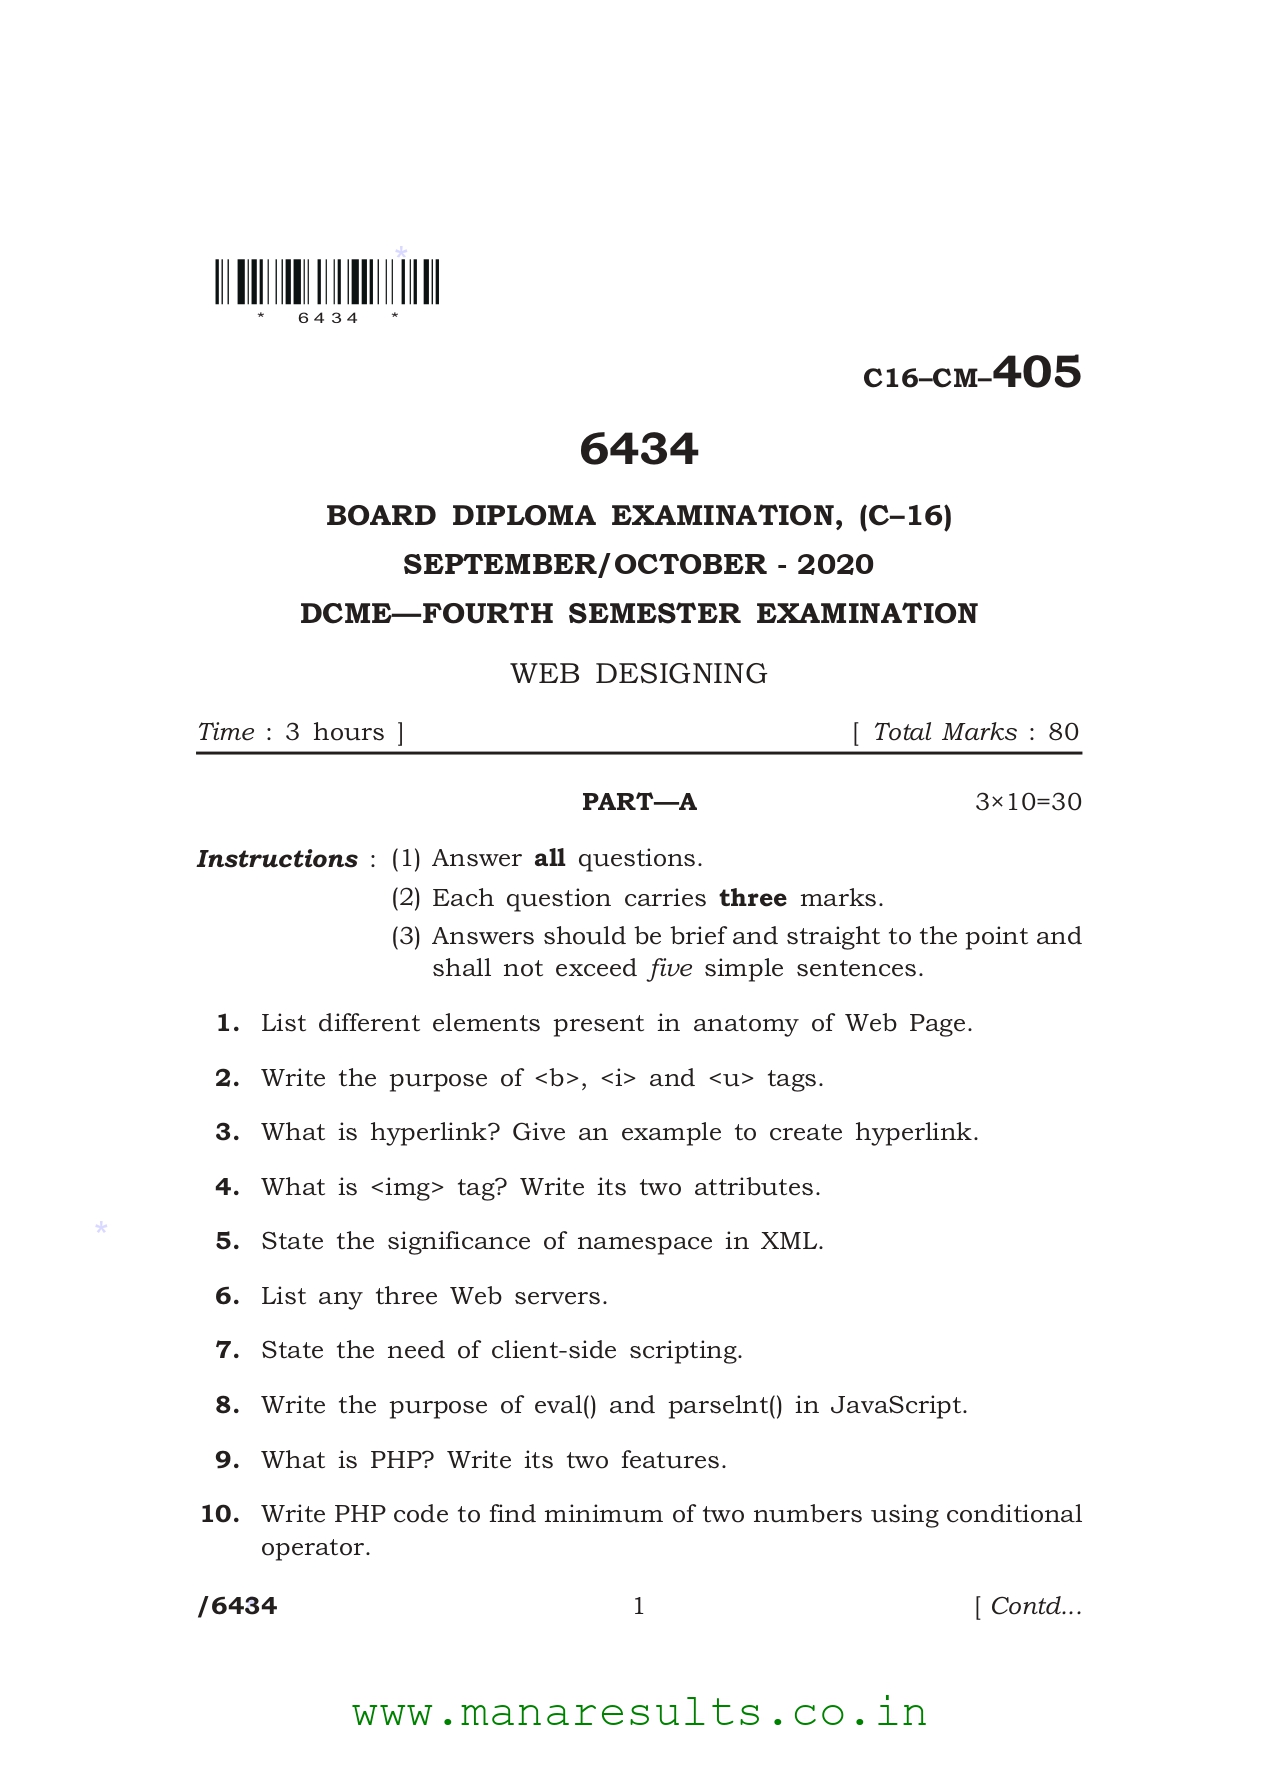 *
* 6434 *
C16–CM–405
6434
BOARD DIPLOMA EXAMINATION, (C–16)
SEPTEMBER/OCTOBER - 2020
DCME—FOURTH SEMESTER EXAMINATION
WEB DESIGNING
Time : 3 hours ] [ Total Marks : 80
PART—A 3×10=30
Instructions : (1) Answer all questions.
(2) Each question carries three marks.
(3) Answers should be brief and straight to the point and
shall not exceed five simple sentences.
1. List different elements present in anatomy of Web Page.
2. Write the purpose of <b>, <i> and <u> tags.
3. What is hyperlink? Give an example to create hyperlink.
4. What is <img> tag? Write its two attributes.
*
5. State the significance of namespace in XML.
6. List any three Web servers.
7. State the need of client-side scripting.
8. Write the purpose of eval() and parselnt() in JavaScript.
9. What is PHP? Write its two features.
10. Write PHP code to find minimum of two numbers using conditional
operator.
/6434 1 [ Contd...
www.manaresults.co.in